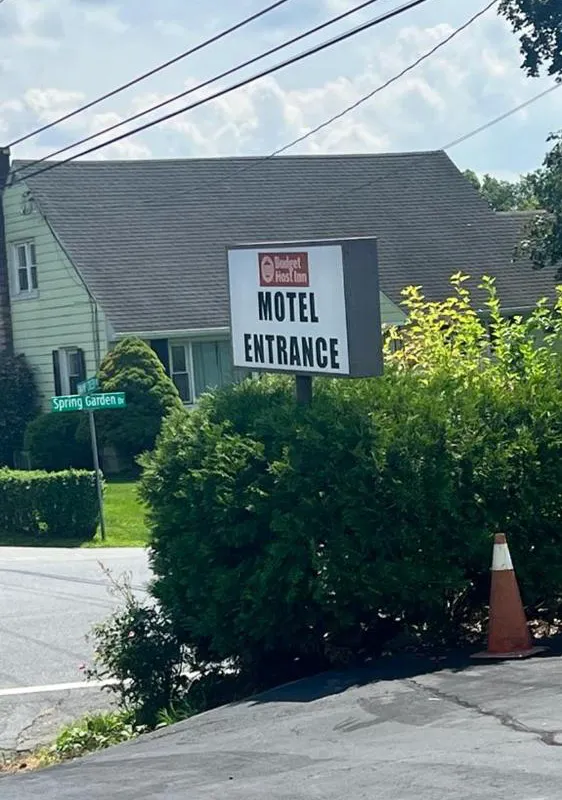 Budget
Host Inn
MOTEL
ENTRANCE
Spring Garden Dr